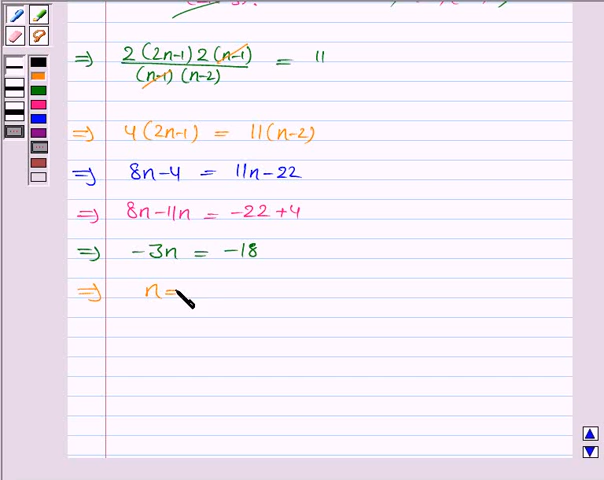 ⇒ 2(2n-1)2(n-1) / (n-1)(n-2) = 11
⇒ 4(2n-1) = 11(n-2)
⇒ 8n-4 = 11n-22
⇒ 8n-11n = -22+4
⇒ -3n = -18
⇒ n=